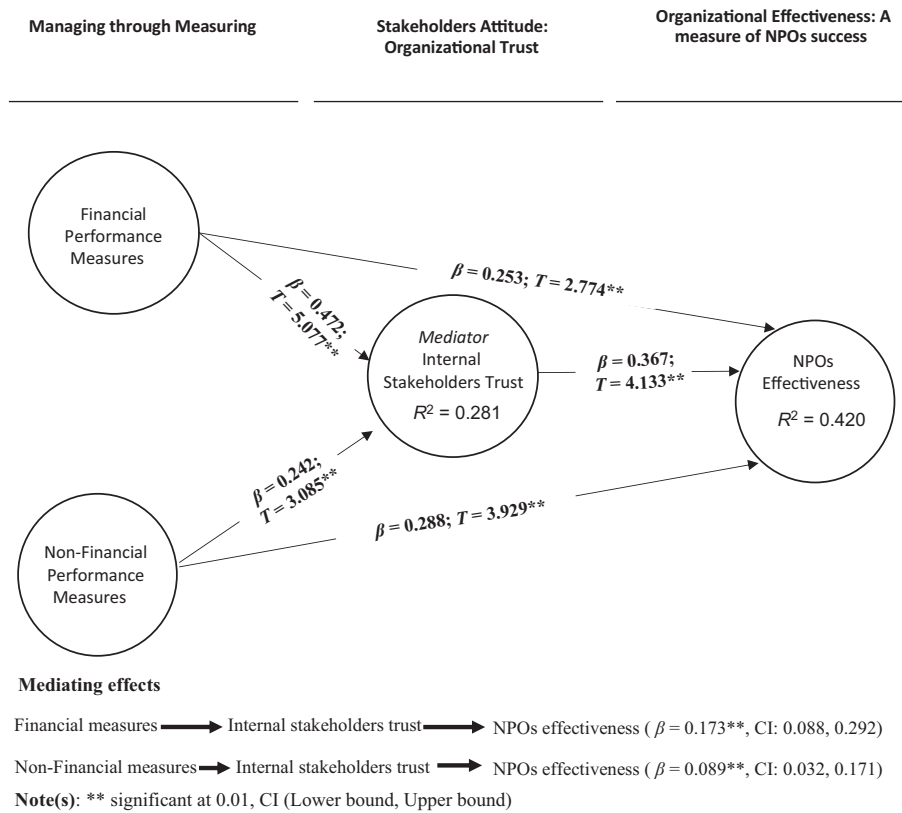 Managing through Measuring
Stakeholders Attitude:
Organizational Trust
Organizational Effectiveness: A
measure of NPOs success
Financial
Performance
Measures
β = 0.253; T = 2.774**
β = 0.472;
T = 5.077**
Mediator
Internal
Stakeholders Trust
R² = 0.281
β = 0.367;
T = 4.133**
NPOs
Effectiveness
R² = 0.420
β = 0.242;
T = 3.085**
β = 0.288; T = 3.929**
Non-Financial
Performance
Measures
Mediating effects
Financial measures Internal stakeholders trust NPOs effectiveness ( β = 0.173**, CI: 0.088, 0.292)
Non-Financial measures Internal stakeholders trust NPOs effectiveness ( β = 0.089**, CI: 0.032, 0.171)
Note(s): ** significant at 0.01, CI (Lower bound, Upper bound)